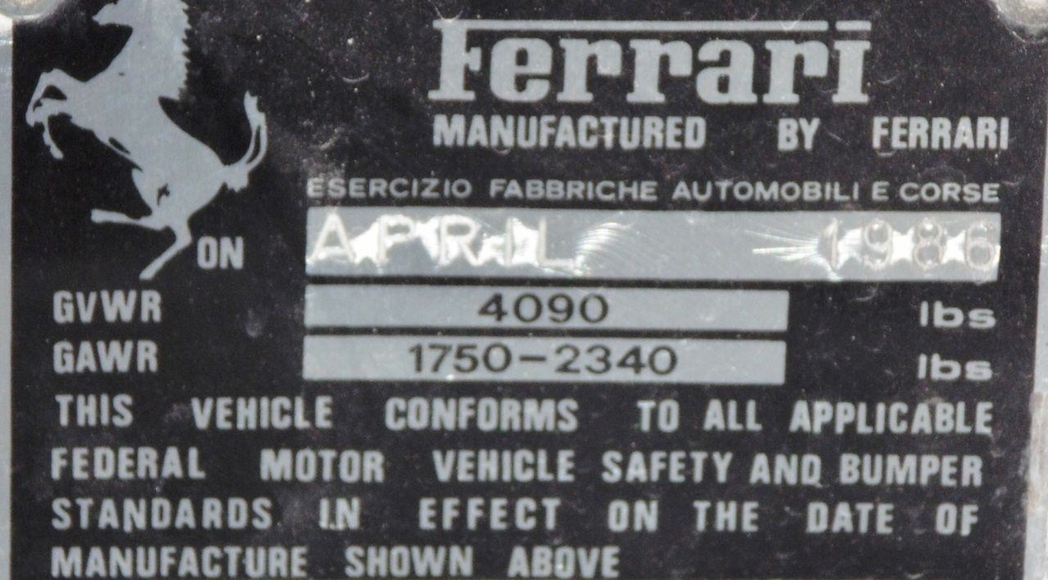 Ferrari
MANUFACTURED BY FERRARI
ESERCIZIO FABBRICHE AUTOMOBILI E CORSE
ON APRIL 1986
GVWR 4090 lbs
GAWR 1750-2340 lbs
THIS VEHICLE CONFORMS TO ALL APPLICABLE
FEDERAL MOTOR VEHICLE SAFETY AND BUMPER
STANDARDS IN EFFECT ON THE DATE OF
MANUFACTURE SHOWN ABOVE